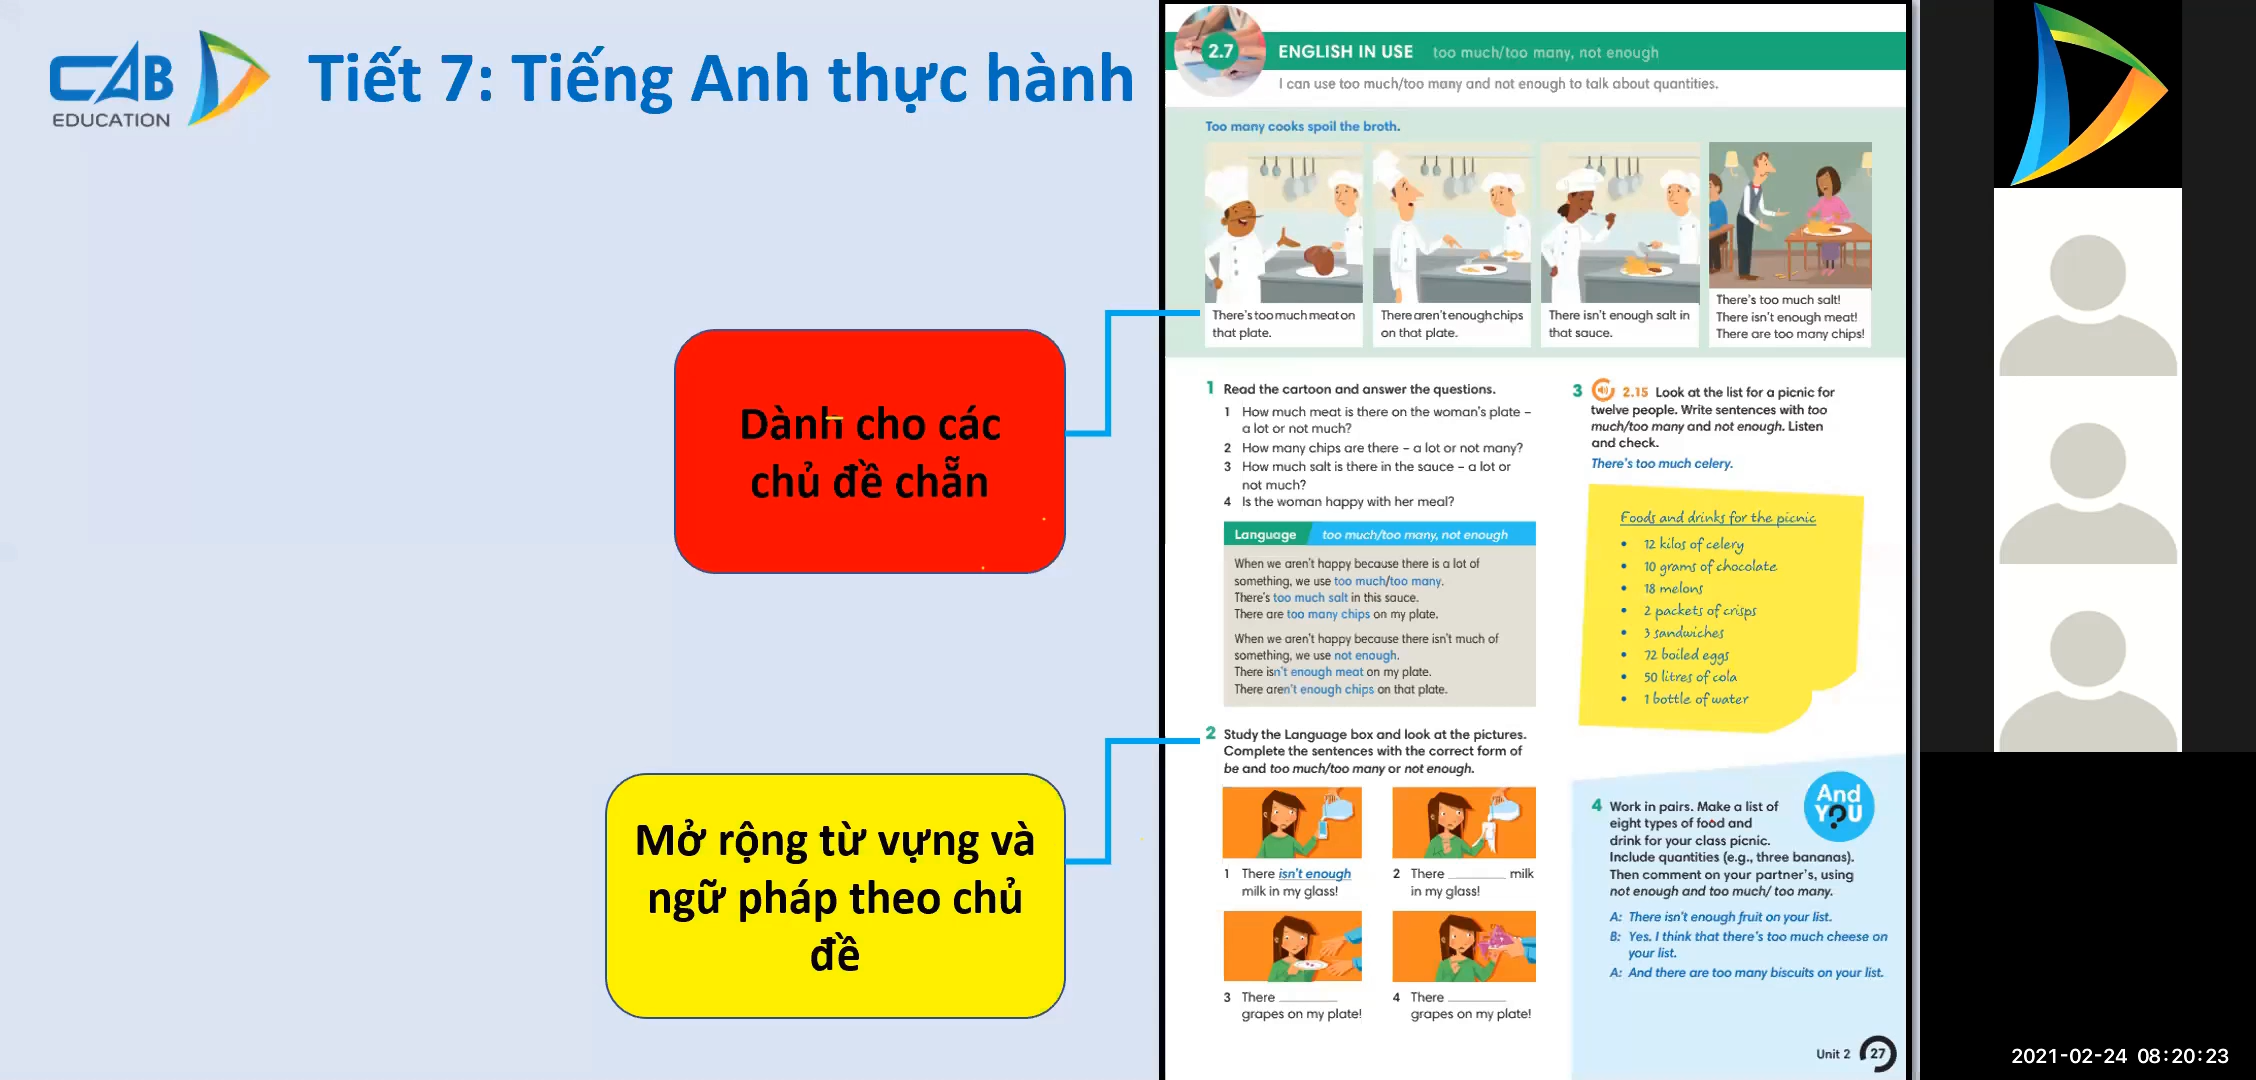 CAB
EDUCATION
Tiết 7: Tiếng Anh thực hành
Dành cho các
chủ đề chẵn
Mở rộng từ vựng và
ngữ pháp theo chủ
đề
2.7 ENGLISH IN USE too much/too many, not enough
I can use too much/too many and not enough to talk about quantities.
Too many cooks spoil the broth.
There's too much meat on
that plate.
There aren't enough chips
on that plate.
There isn't enough salt in
that sauce.
There's too much salt!
There isn't enough meat!
There are too many chips!
1 Read the cartoon and answer the questions.
1 How much meat is there on the woman's plate –
a lot or not much?
2 How many chips are there – a lot or not many?
3 How much salt is there in the sauce – a lot or
not much?
4 Is the woman happy with her meal?
Language too much/too many, not enough
When we aren't happy because there is a lot of
something, we use too much/too many.
There's too much salt in this sauce.
There are too many chips on my plate.
When we aren't happy because there isn't much of
something, we use not enough.
There isn't enough meat on my plate.
There aren't enough chips on that plate.
2 Study the Language box and look at the pictures.
Complete the sentences with the correct form of
be and too much/too many or not enough.
1 There isn't enough
milk in my glass!
2 There ________ milk
in my glass!
3 There ________
grapes on my plate!
4 There ________
grapes on my plate!
3 2.15 Look at the list for a picnic for
twelve people. Write sentences with too
much/too many and not enough. Listen
and check.
There's too much celery.
Foods and drinks for the picnic
• 12 kilos of celery
• 10 grams of chocolate
• 18 melons
• 2 packets of crisps
• 3 sandwiches
• 72 boiled eggs
• 50 litres of cola
• 1 bottle of water
And
YOU
?
4 Work in pairs. Make a list of
eight types of food and
drink for your class picnic.
Include quantities (e.g., three bananas).
Then comment on your partner's, using
not enough and too much/ too many.
A: There isn't enough fruit on your list.
B: Yes. I think that there's too much cheese on
your list.
A: And there are too many biscuits on your list.
Unit 2 27
2021-02-24 08:20:23